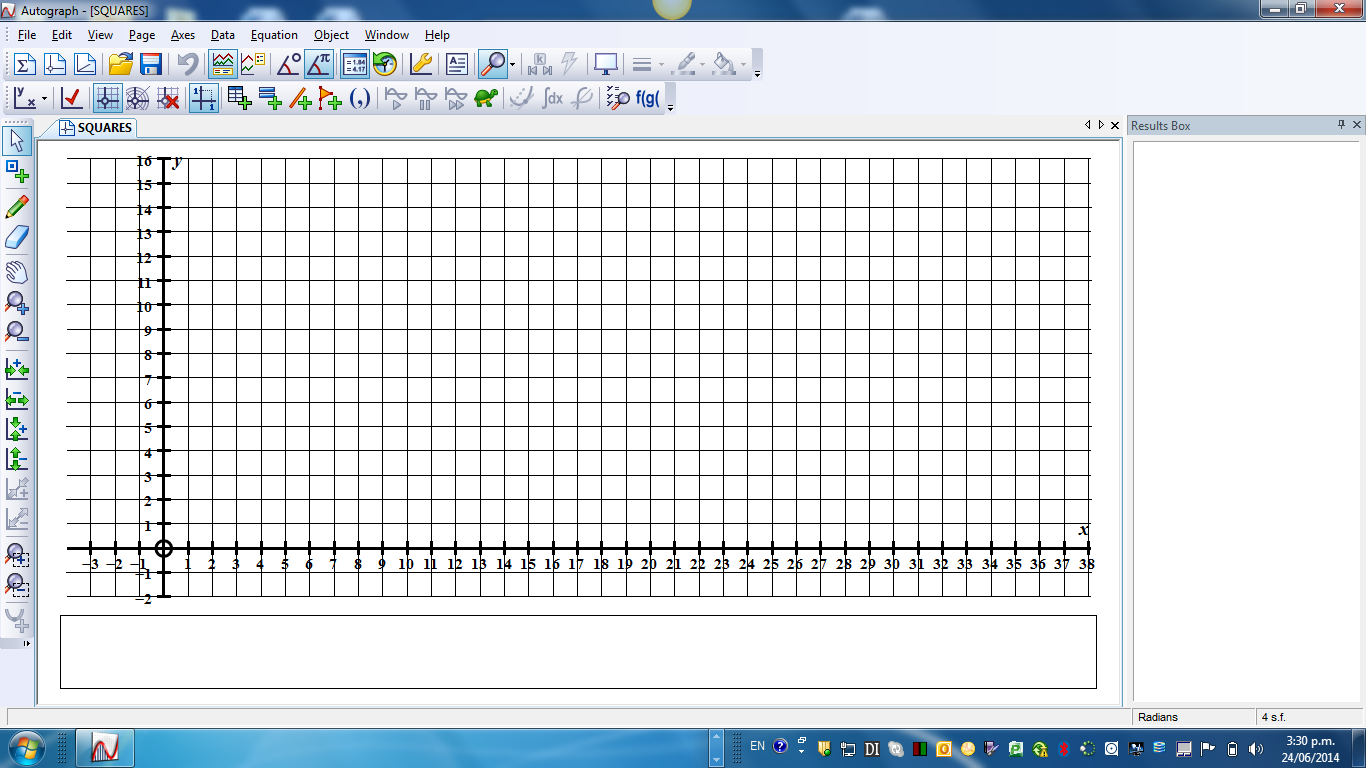 Autograph - [SQUARES]
File Edit View Page Axes Data Equation Object Window Help
SQUARES
Results Box
16 y
15
14
13
12
11
10
9
8
7
6
5
4
3
2
1 x
−3 −2 −1 1 2 3 4 5 6 7 8 9 10 11 12 13 14 15 16 17 18 19 20 21 22 23 24 25 26 27 28 29 30 31 32 33 34 35 36 37 38
−1
−2
Radians 4 s.f.
EN DI 3:30 p.m.
24/06/2014